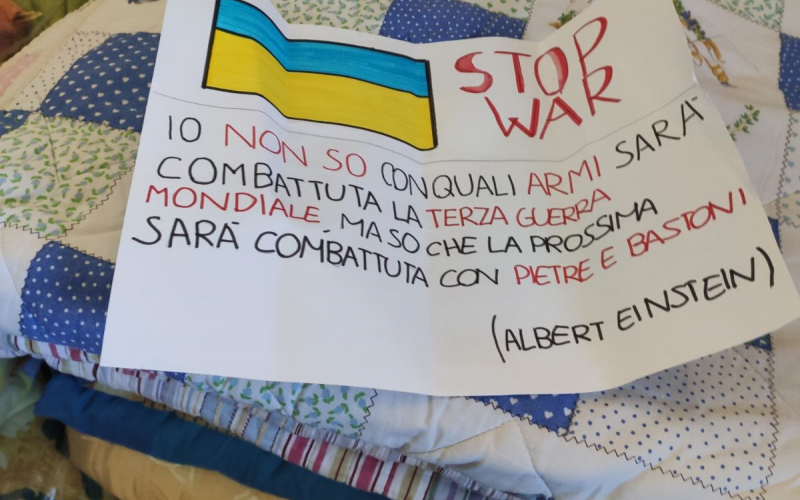 STOP
WAR
IO NON SO CON QUALI ARMI SARÀ
COMBATTUTA LA TERZA GUERRA
MONDIALE, MA SO CHE LA PROSSIMA
SARÀ COMBATTUTA CON PIETRE E BASTONI
(ALBERT EINSTEIN)